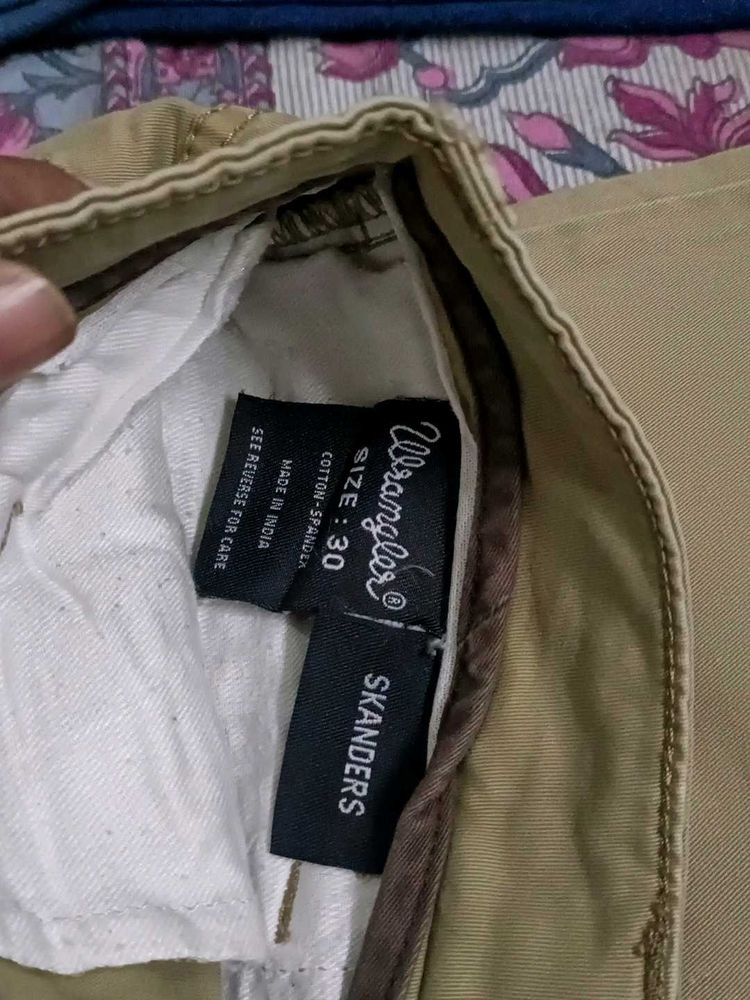 Wrangler®
SIZE : 30
COTTON - SPANDEX
MADE IN INDIA
SEE REVERSE FOR CARE
SKANDERS